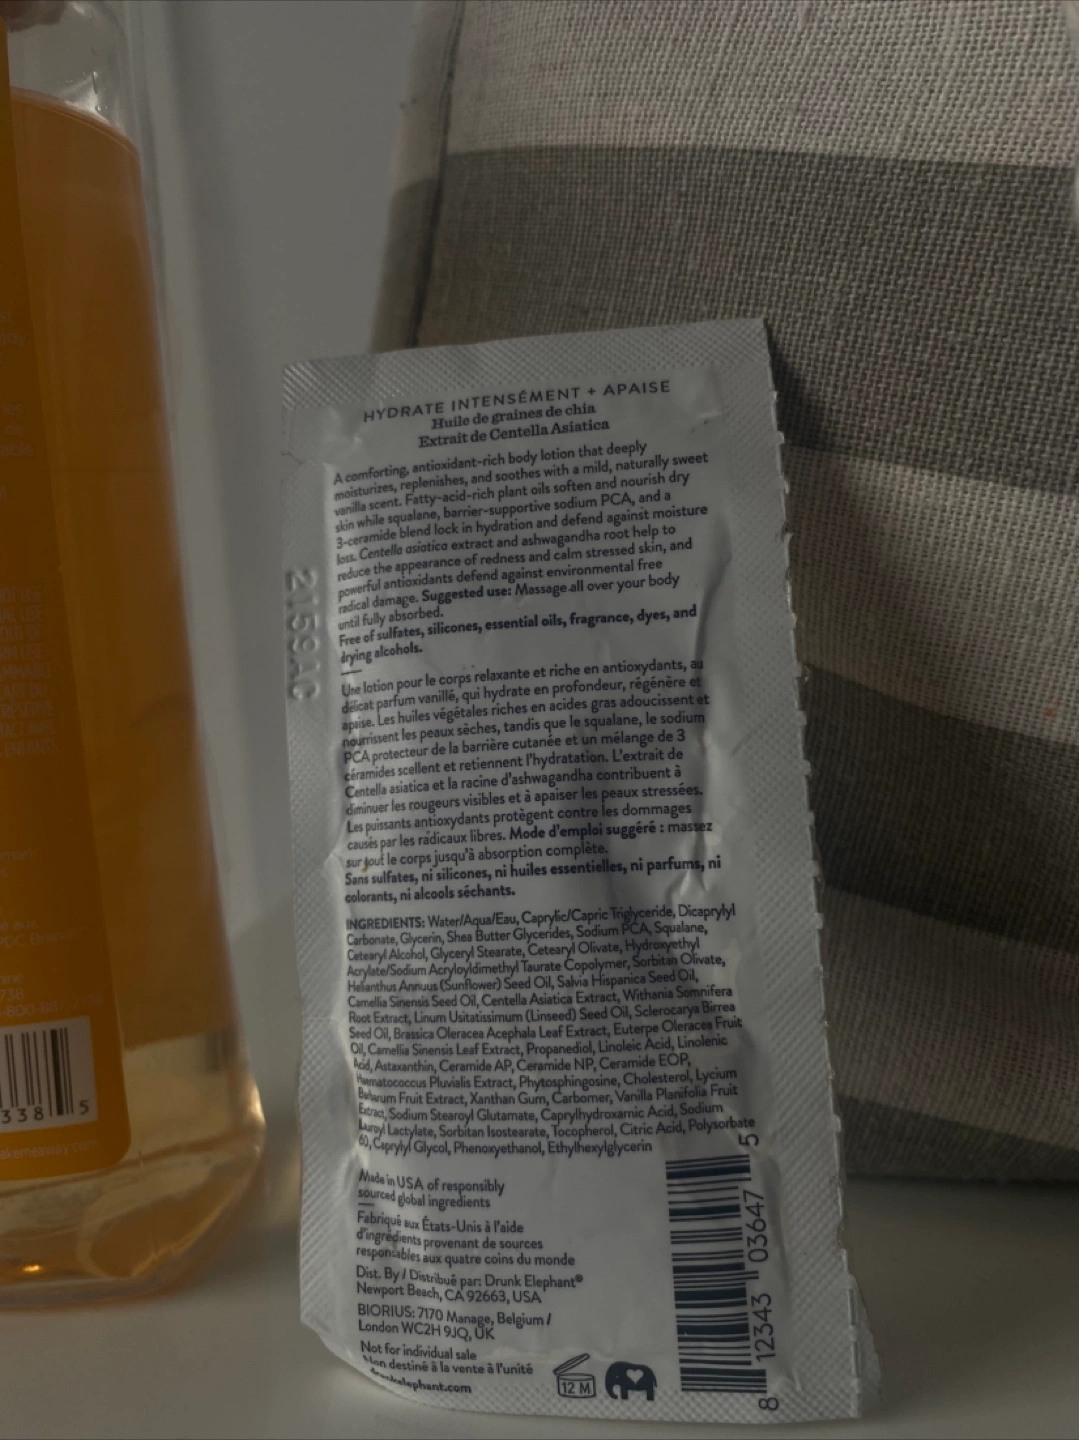 HYDRATE INTENSÉMENT + APAISE
Huile de graines de chia
Extrait de Centella Asiatica
A comforting, antioxidant-rich body lotion that deeply
moisturizes, replenishes, and soothes with a mild, naturally sweet
vanilla scent. Fatty-acid-rich plant oils soften and nourish dry
skin while squalane, barrier-supportive sodium PCA, and a
3-ceramide blend lock in hydration and defend against moisture
loss. Centella asiatica extract and ashwagandha root help to
reduce the appearance of redness and calm stressed skin, and
powerful antioxidants defend against environmental free
radical damage. Suggested use: Massage all over your body
until fully absorbed.
Free of sulfates, silicones, essential oils, fragrance, dyes, and
drying alcohols.
Une lotion pour le corps relaxante et riche en antioxydants, au
délicat parfum vanillé, qui hydrate en profondeur, régénère et
apaise. Les huiles végétales riches en acides gras adoucissent et
nourrissent les peaux sèches, tandis que le squalane, le sodium
PCA protecteur de la barrière cutanée et un mélange de 3
céramides scellent et retiennent l'hydratation. L'extrait de
Centella asiatica et la racine d'ashwagandha contribuent à
diminuer les rougeurs visibles et à apaiser les peaux stressées.
Les puissants antioxydants protègent contre les dommages
causés par les radicaux libres. Mode d'emploi suggéré : massez
sur tout le corps jusqu'à absorption complète.
Sans sulfates, ni silicones, ni huiles essentielles, ni parfums, ni
colorants, ni alcools séchants.
INGREDIENTS: Water/Aqua/Eau, Caprylic/Capric Triglyceride, Dicaprylyl
Carbonate, Glycerin, Shea Butter Glycerides, Sodium PCA, Squalane,
Cetearyl Alcohol, Glyceryl Stearate, Cetearyl Olivate, Hydroxyethyl
Acrylate/Sodium Acryloyldimethyl Taurate Copolymer, Sorbitan Olivate,
Helianthus Annuus (Sunflower) Seed Oil, Salvia Hispanica Seed Oil,
Camellia Sinensis Seed Oil, Centella Asiatica Extract, Withania Somnifera
Root Extract, Linum Usitatissimum (Linseed) Seed Oil, Sclerocarya Birrea
Seed Oil, Brassica Oleracea Acephala Leaf Extract, Euterpe Oleracea Fruit
Oil, Camellia Sinensis Leaf Extract, Propanediol, Linoleic Acid, Linolenic
Acid, Astaxanthin, Ceramide AP, Ceramide NP, Ceramide EOP,
Haematococcus Pluvialis Extract, Phytosphingosine, Cholesterol, Lycium
Barbarum Fruit Extract, Xanthan Gum, Carbomer, Vanilla Planifolia Fruit
Extract, Sodium Stearoyl Glutamate, Caprylhydroxamic Acid, Sodium
Lauroyl Lactylate, Sorbitan Isostearate, Tocopherol, Citric Acid, Polysorbate
60, Caprylyl Glycol, Phenoxyethanol, Ethylhexylglycerin
Made in USA of responsibly
sourced global ingredients
Fabriqué aux États-Unis à l'aide
d'ingrédients provenant de sources
responsables aux quatre coins du monde
Dist. By / Distribué par: Drunk Elephant®
Newport Beach, CA 92663, USA
BIORIUS: 7170 Manage, Belgium /
London WC2H 9JQ, UK
Not for individual sale
Non destiné à la vente à l'unité
drunkelephant.com
12 M
8 12343 03647 5
2159AC
338 5